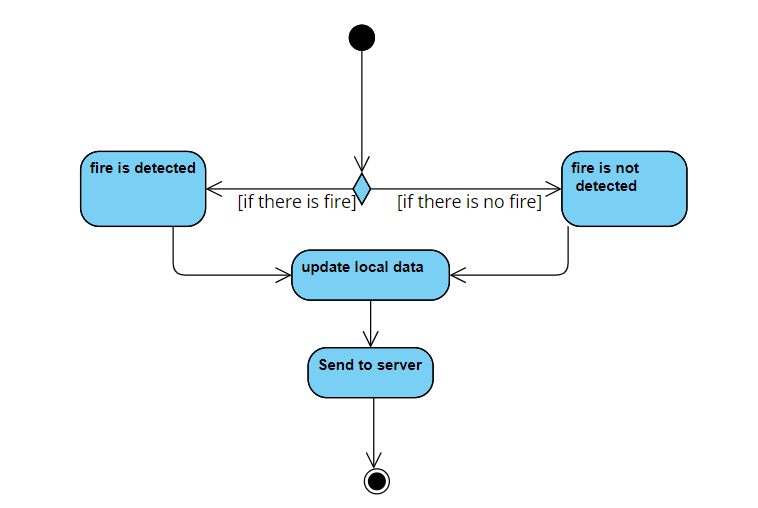 fire is detected
fire is not
detected
[if there is fire]
[if there is no fire]
update local data
Send to server